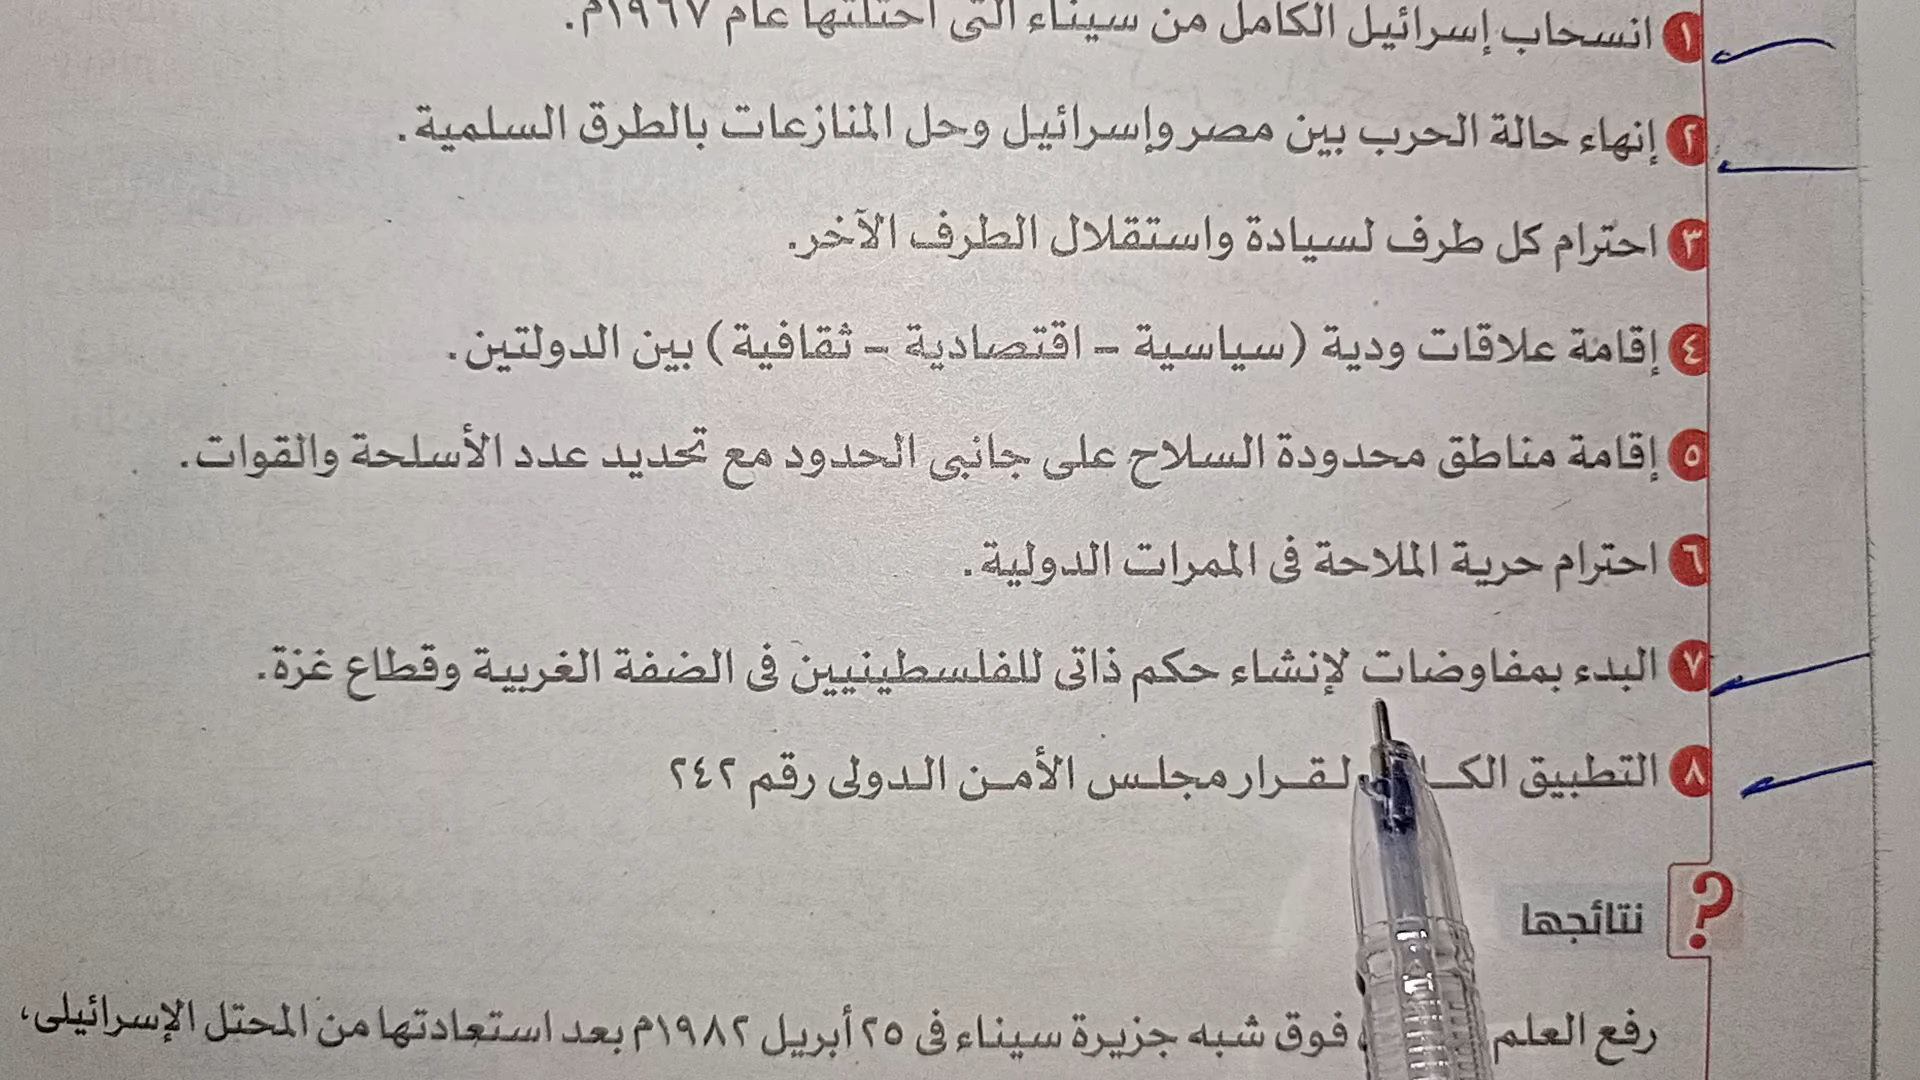 ١ انسحاب إسرائيل الكامل من سيناء التى احتلتها عام ١٩٦٧م.
٢ إنهاء حالة الحرب بين مصر وإسرائيل وحل المنازعات بالطرق السلمية.
٣ احترام كل طرف لسيادة واستقلال الطرف الآخر.
٤ إقامة علاقات ودية (سياسية - اقتصادية - ثقافية) بين الدولتين.
٥ إقامة مناطق محدودة السلاح على جانبى الحدود مع تحديد عدد الأسلحة والقوات.
٦ احترام حرية الملاحة فى الممرات الدولية.
٧ البدء بمفاوضات لإنشاء حكم ذاتى للفلسطينيين فى الضفة الغربية وقطاع غزة.
٨ التطبيق لقرار مجلس الأمن الدولى رقم ٢٤٢
؟ نتائجها
رفع العلم فوق شبه جزيرة سيناء فى ٢٥ أبريل ١٩٨٢م بعد استعادتها من المحتل الإسرائيلى،